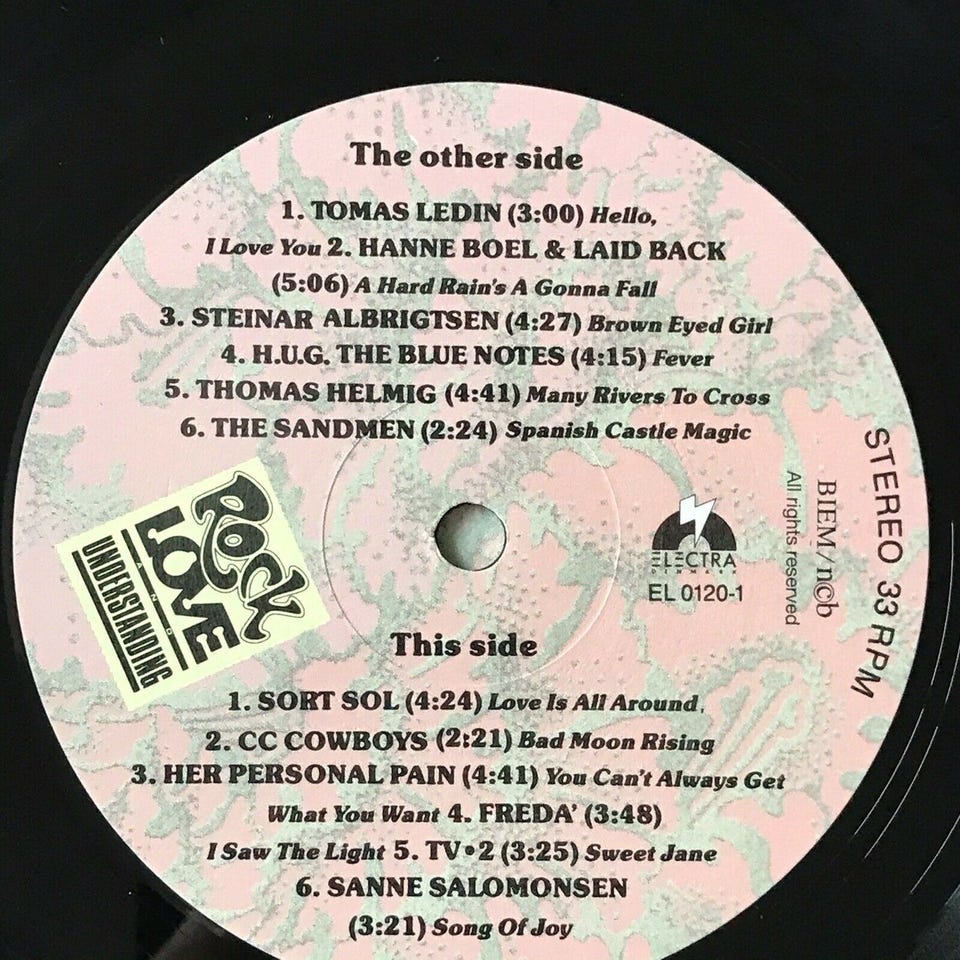 The other side
1. TOMAS LEDIN (3:00) Hello,
I Love You 2. HANNE BOEL & LAID BACK
(5:06) A Hard Rain's A Gonna Fall
3. STEINAR ALBRIGTSEN (4:27) Brown Eyed Girl
4. H.U.G. THE BLUE NOTES (4:15) Fever
5. THOMAS HELMIG (4:41) Many Rivers To Cross
6. THE SANDMEN (2:24) Spanish Castle Magic
ROCK
LOVE
AND
UNDERSTANDING
ELECTRA
DENMARK
EL 0120-1
BIEM/n©b
All rights reserved
STEREO 33 RPM
This side
1. SORT SOL (4:24) Love Is All Around,
2. CC COWBOYS (2:21) Bad Moon Rising
3. HER PERSONAL PAIN (4:41) You Can't Always Get
What You Want 4. FREDA' (3:48)
I Saw The Light 5. TV•2 (3:25) Sweet Jane
6. SANNE SALOMONSEN
(3:21) Song Of Joy